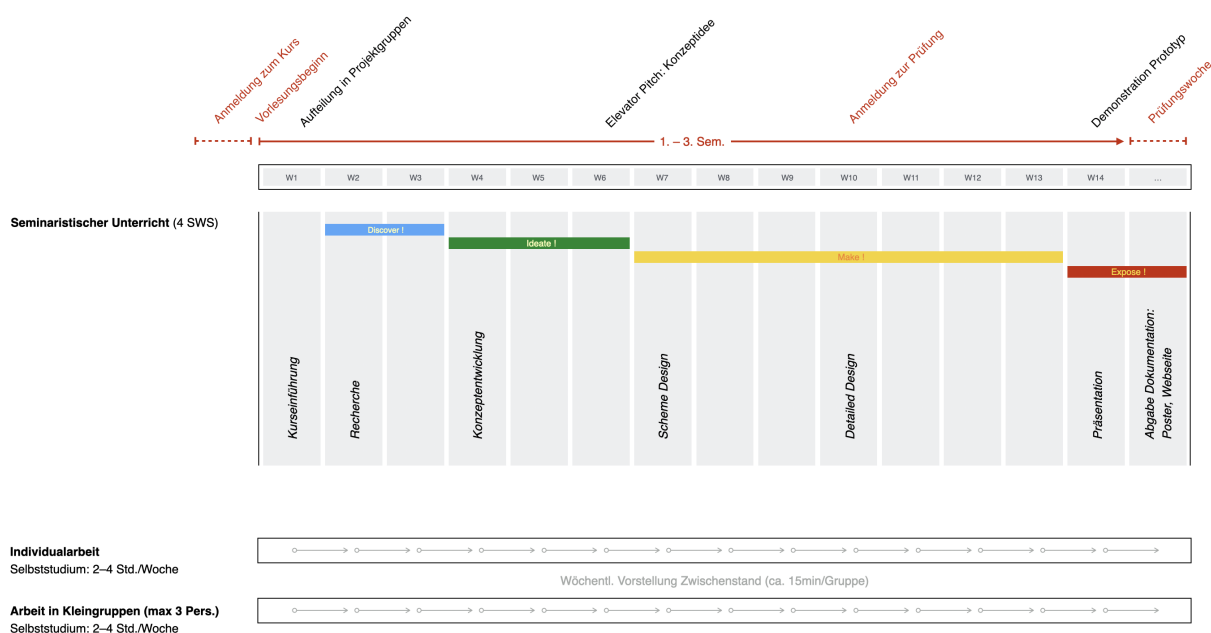 Anmeldung zum Kurs
Vorlesungsbeginn
Aufteilung in Projektgruppen
Elevator Pitch: Konzeptidee
Anmeldung zur Prüfung
Demonstration Prototyp
Prüfungswoche
1. – 3. Sem.
W1 W2 W3 W4 W5 W6 W7 W8 W9 W10 W11 W12 W13 W14 ...
Seminaristischer Unterricht (4 SWS)
Discover !
Ideate !
Make !
Expose !
Kurseinführung
Recherche
Konzeptentwicklung
Scheme Design
Detailed Design
Präsentation
Abgabe Dokumentation:
Poster, Webseite
Individualarbeit
Selbststudium: 2–4 Std./Woche
Wöchentl. Vorstellung Zwischenstand (ca. 15min/Gruppe)
Arbeit in Kleingruppen (max 3 Pers.)
Selbststudium: 2–4 Std./Woche